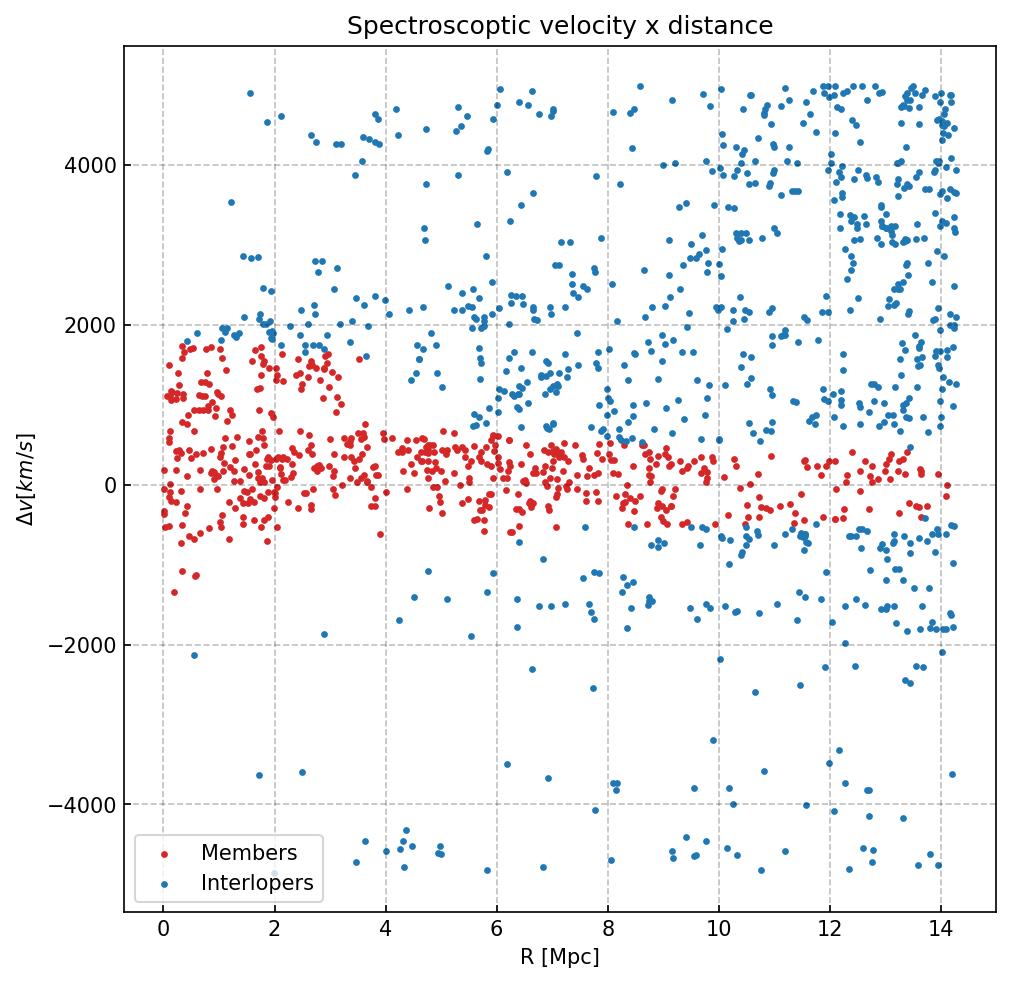 Spectroscoptic velocity x distance
Δv[km/s]
4000
2000
0
−2000
−4000
Members
Interlopers
0 2 4 6 8 10 12 14
R [Mpc]